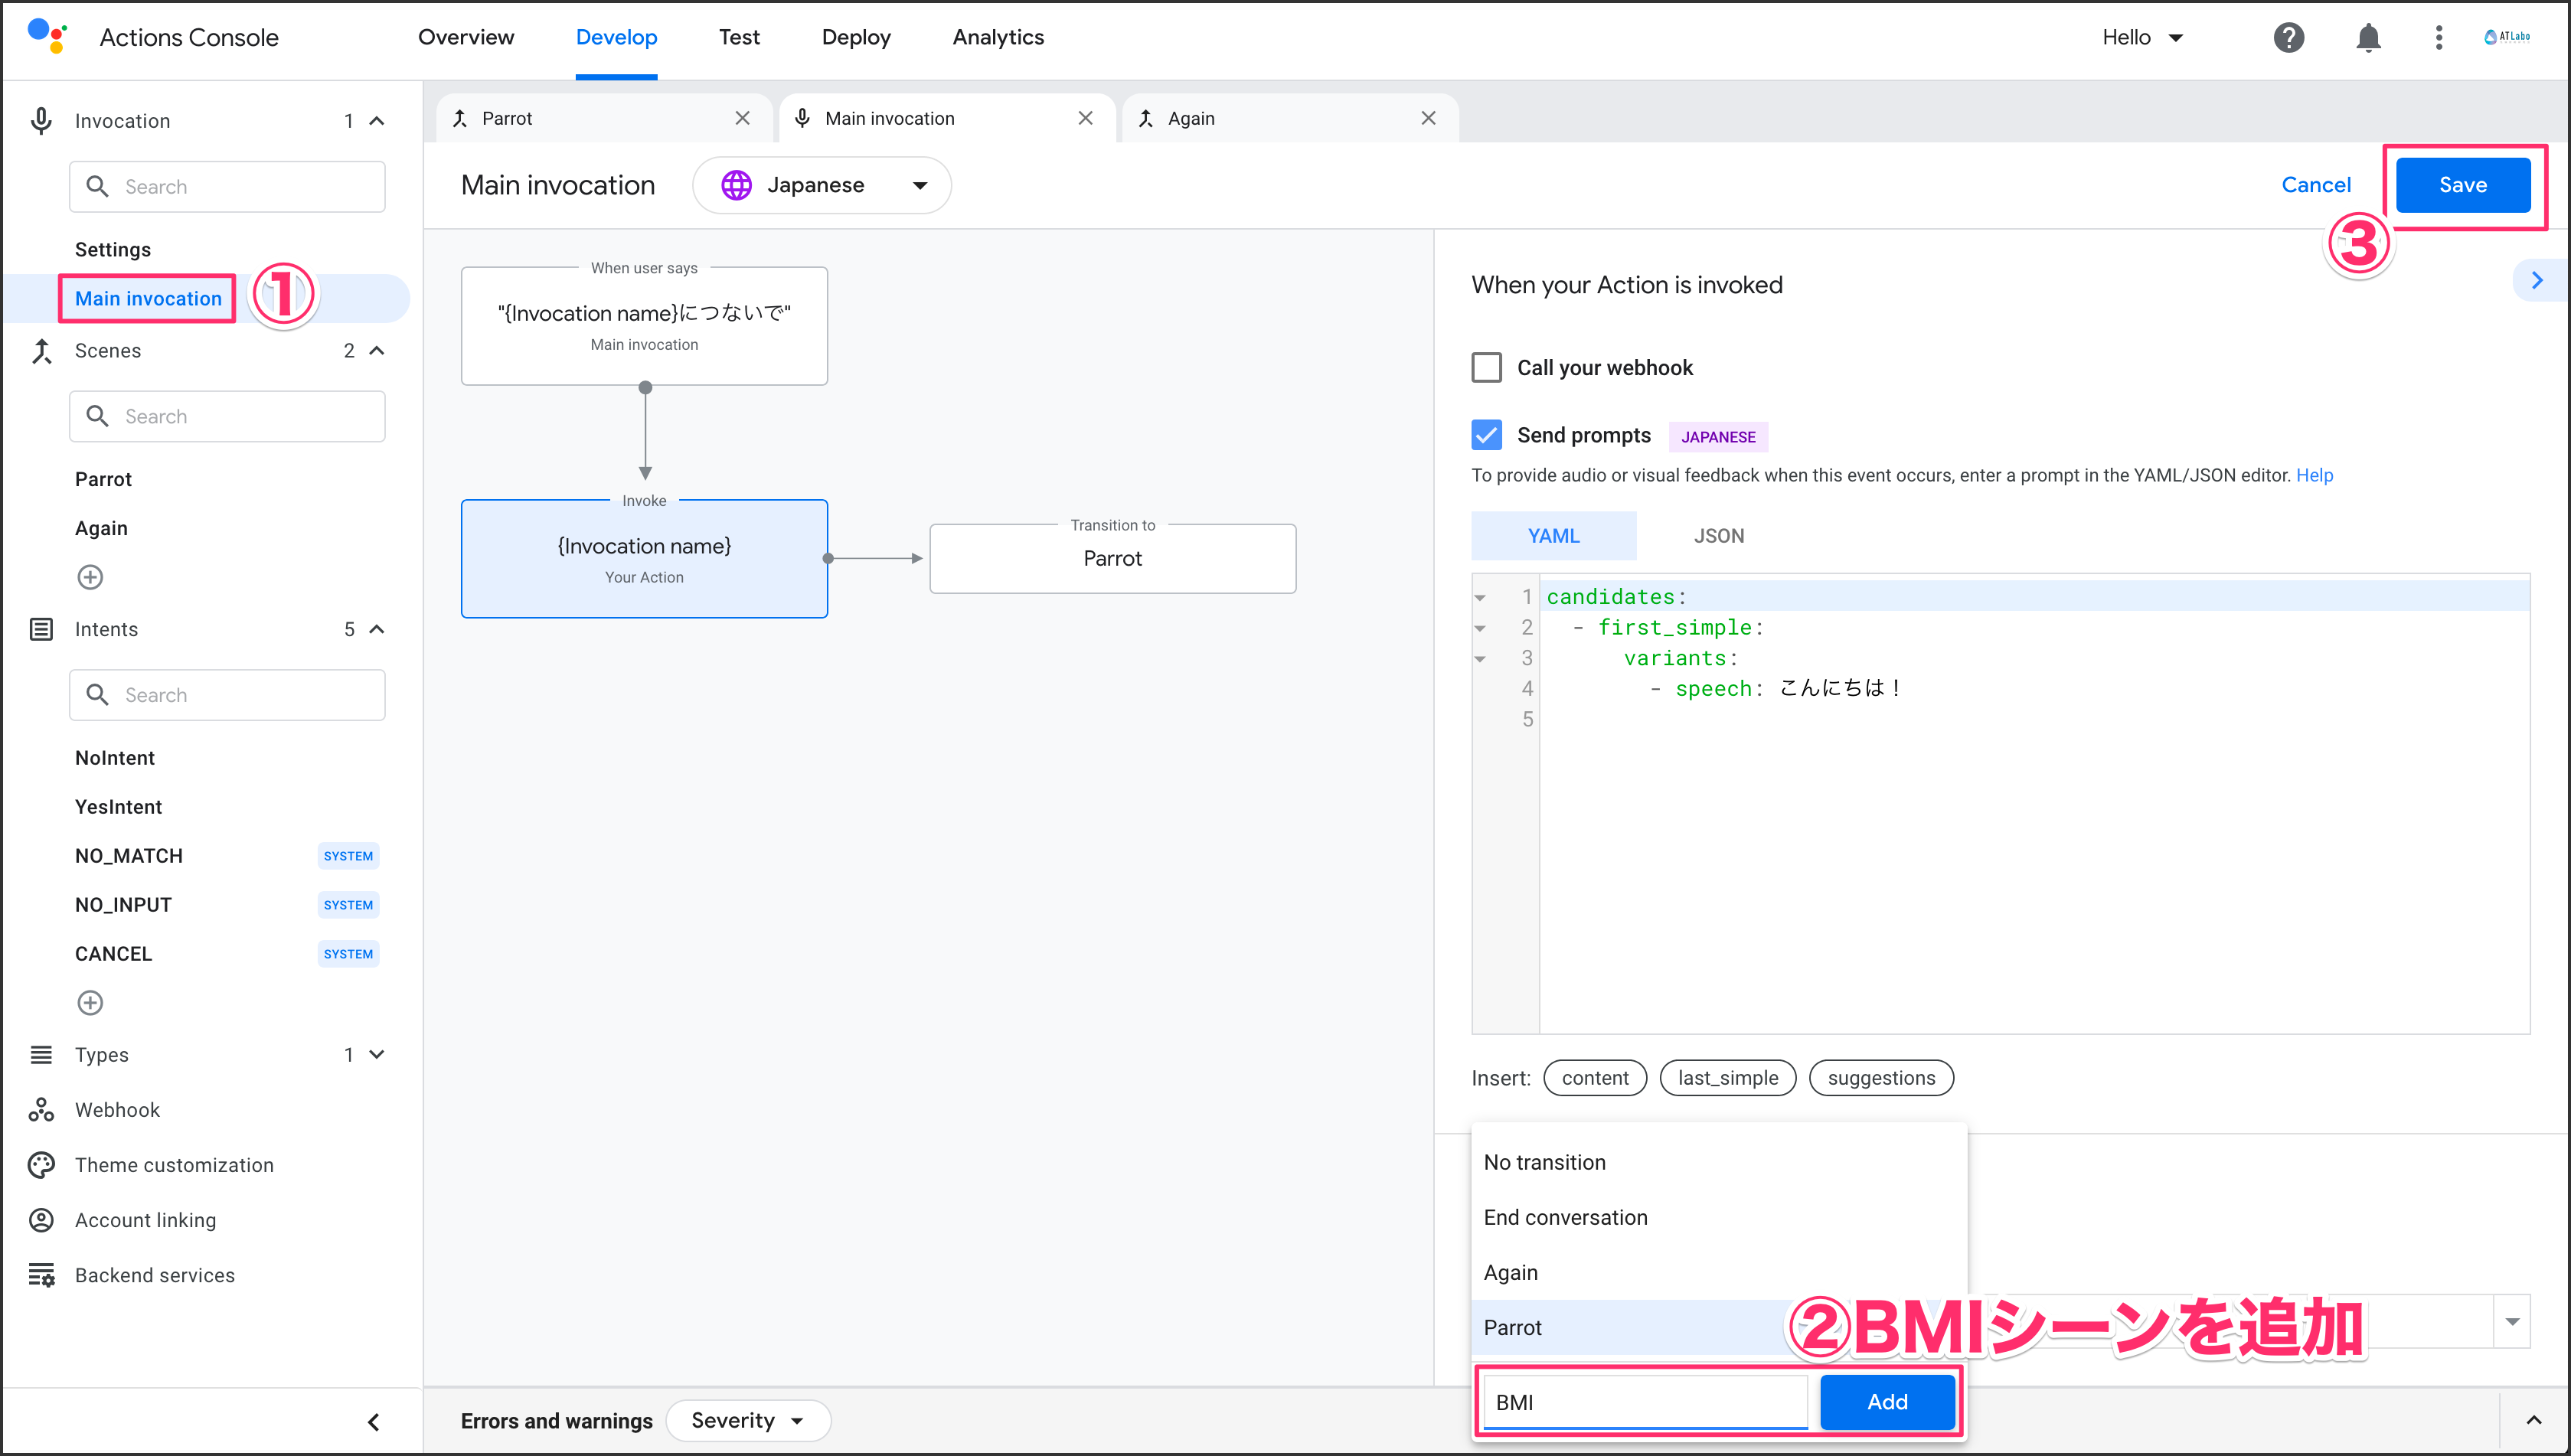 Actions Console
Overview
Develop
Test
Deploy
Analytics
Hello
ATLabo
Invocation 1
Search
Settings
Main invocation ①
Scenes 2
Search
Parrot
Again
Intents 5
Search
NoIntent
YesIntent
NO_MATCH SYSTEM
NO_INPUT SYSTEM
CANCEL SYSTEM
Types 1
Webhook
Theme customization
Account linking
Backend services
Parrot
Main invocation
Again
Main invocation
Japanese
Cancel
Save
③
When user says
"{Invocation name}につないで"
Main invocation
Invoke
{Invocation name}
Your Action
Transition to
Parrot
When your Action is invoked
Call your webhook
Send prompts JAPANESE
To provide audio or visual feedback when this event occurs, enter a prompt in the YAML/JSON editor. Help
YAML
JSON
1 candidates:
2 - first_simple:
3 variants:
4 - speech: こんにちは！
5
Insert: content last_simple suggestions
No transition
End conversation
Again
Parrot
②BMIシーンを追加
BMI
Add
Errors and warnings
Severity